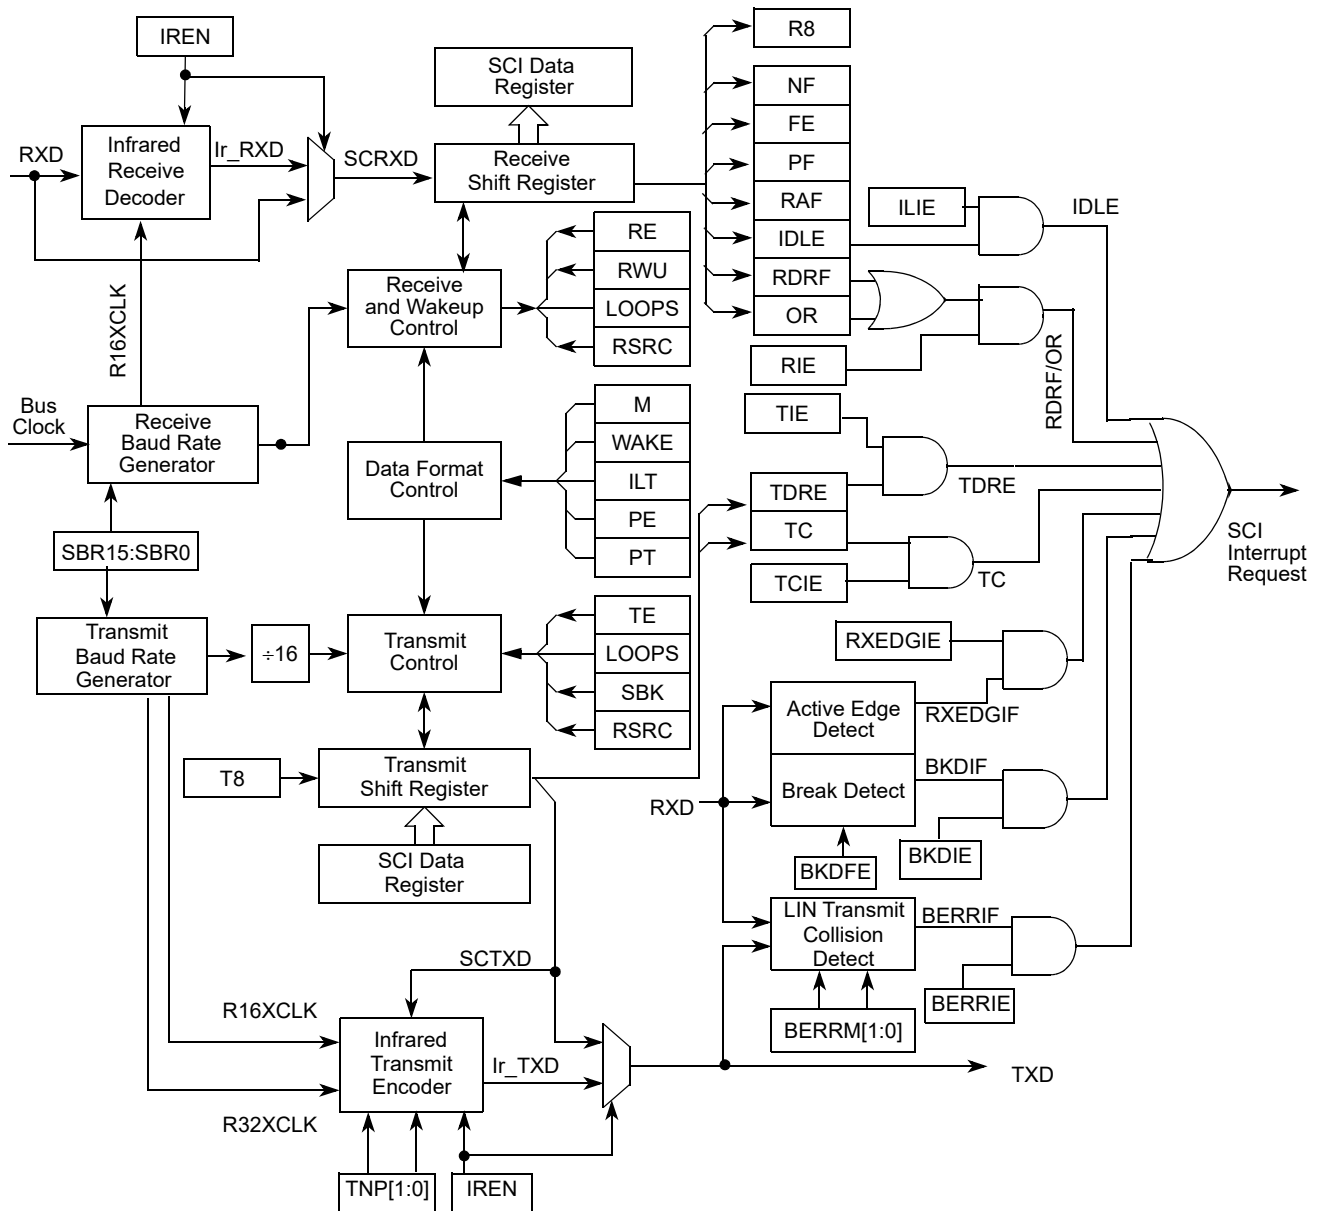 IREN
R8
SCI Data
Register
NF
FE
PF
RAF
IDLE
RDRF
OR
RXD
Infrared
Receive
Decoder
Ir_RXD
SCRXD
Receive
Shift Register
ILIE
IDLE
RE
RWU
LOOPS
RSRC
Receive
and Wakeup
Control
R16XCLK
RIE
RDRF/OR
Bus
Clock
Receive
Baud Rate
Generator
M
WAKE
ILT
PE
PT
Data Format
Control
TIE
TDRE
TC
TDRE
TCIE
TC
SCI
Interrupt
Request
SBR15:SBR0
Transmit
Baud Rate
Generator
÷16
Transmit
Control
TE
LOOPS
SBK
RSRC
RXEDGIE
Active Edge
Detect
RXEDGIF
Break Detect
BKDIF
RXD
BKDIE
BKDFE
T8
Transmit
Shift Register
SCI Data
Register
LIN Transmit
Collision
Detect
BERRIF
BERRIE
BERRM[1:0]
SCTXD
R16XCLK
Infrared
Transmit
Encoder
Ir_TXD
TXD
R32XCLK
TNP[1:0]
IREN